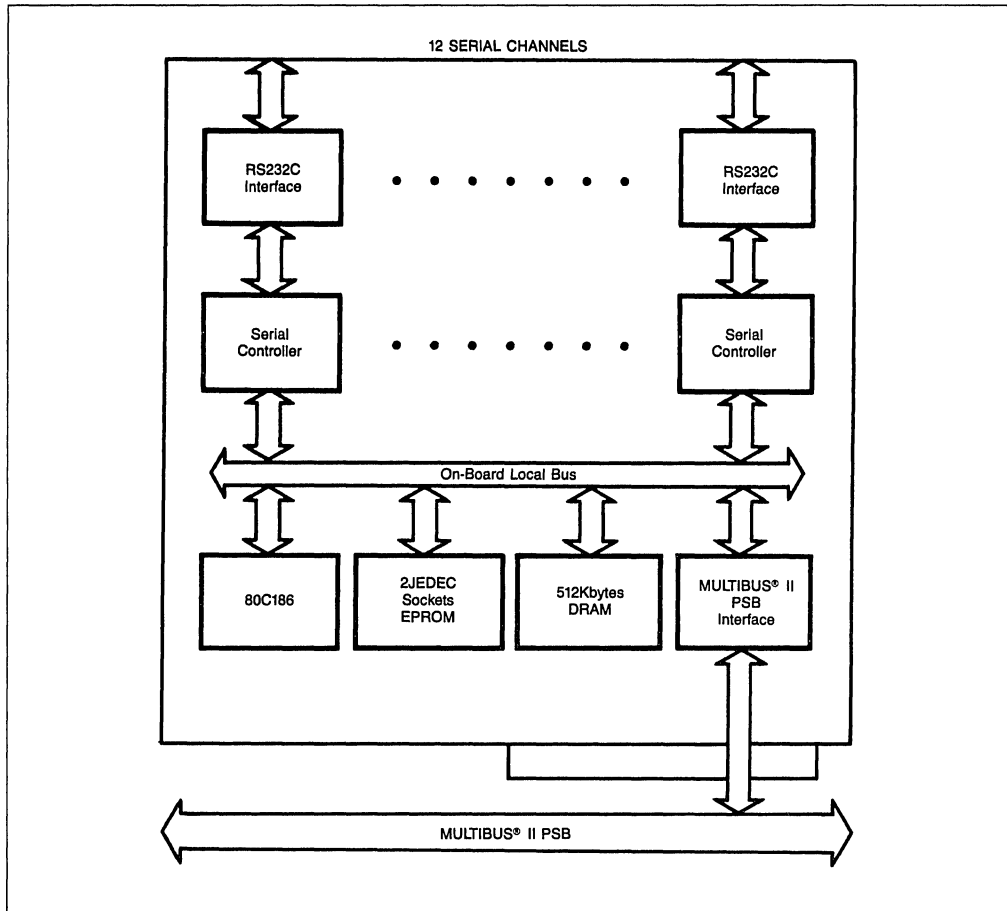 12 SERIAL CHANNELS
RS232C
Interface
RS232C
Interface
Serial
Controller
Serial
Controller
On-Board Local Bus
80C186
2JEDEC
Sockets
EPROM
512Kbytes
DRAM
MULTIBUS® II
PSB
Interface
MULTIBUS® II PSB